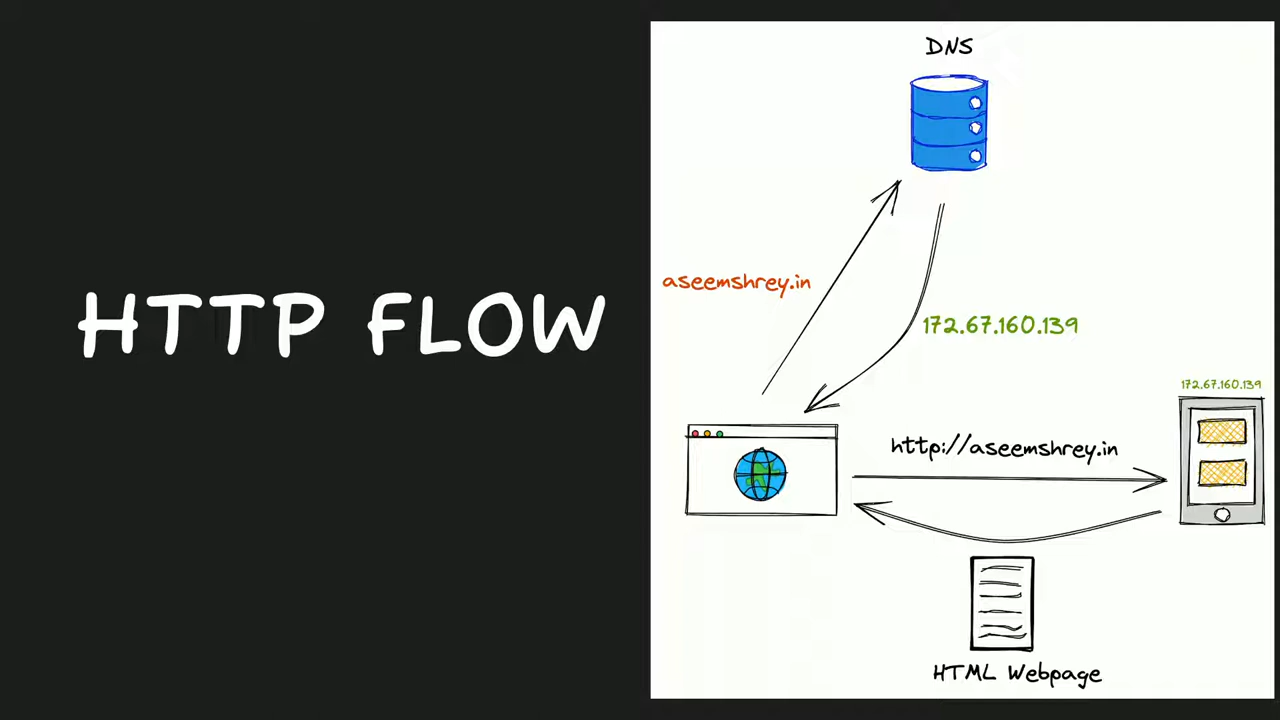 HTTP FLOW
DNS
aseemshrey.in
172.67.160.139
172.67.160.139
http://aseemshrey.in
HTML Webpage